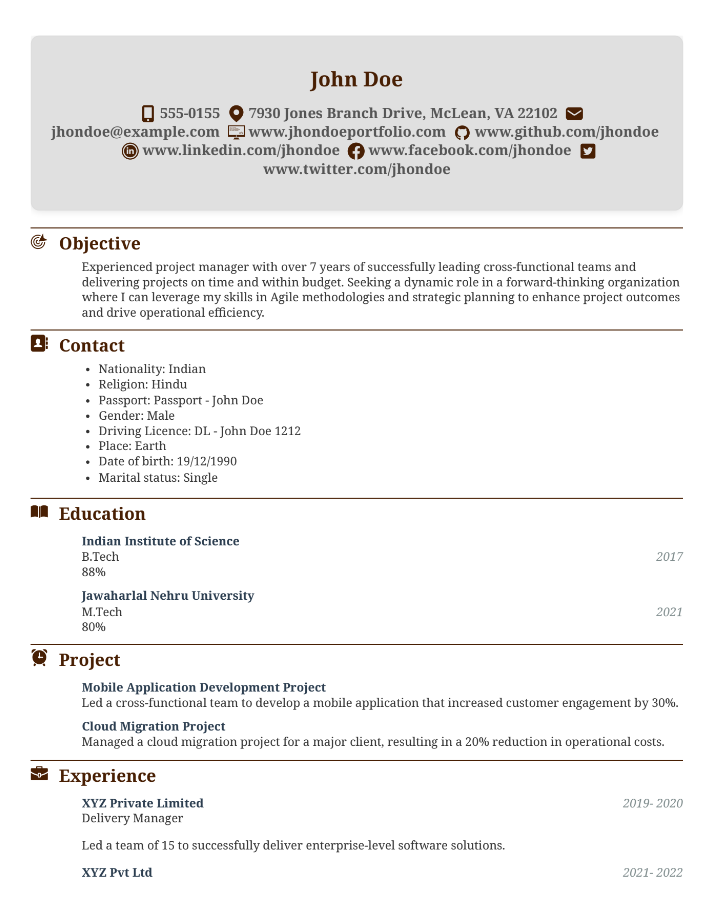 John Doe
555-0155 7930 Jones Branch Drive, McLean, VA 22102
jhondoe@example.com www.jhondoeportfolio.com www.github.com/jhondoe
www.linkedin.com/jhondoe www.facebook.com/jhondoe
www.twitter.com/jhondoe
Objective
Experienced project manager with over 7 years of successfully leading cross-functional teams and
delivering projects on time and within budget. Seeking a dynamic role in a forward-thinking organization
where I can leverage my skills in Agile methodologies and strategic planning to enhance project outcomes
and drive operational efficiency.
Contact
• Nationality: Indian
• Religion: Hindu
• Passport: Passport - John Doe
• Gender: Male
• Driving Licence: DL - John Doe 1212
• Place: Earth
• Date of birth: 19/12/1990
• Marital status: Single
Education
Indian Institute of Science
B.Tech 2017
88%
Jawaharlal Nehru University
M.Tech 2021
80%
Project
Mobile Application Development Project
Led a cross-functional team to develop a mobile application that increased customer engagement by 30%.
Cloud Migration Project
Managed a cloud migration project for a major client, resulting in a 20% reduction in operational costs.
Experience
XYZ Private Limited 2019- 2020
Delivery Manager
Led a team of 15 to successfully deliver enterprise-level software solutions.
XYZ Pvt Ltd 2021- 2022